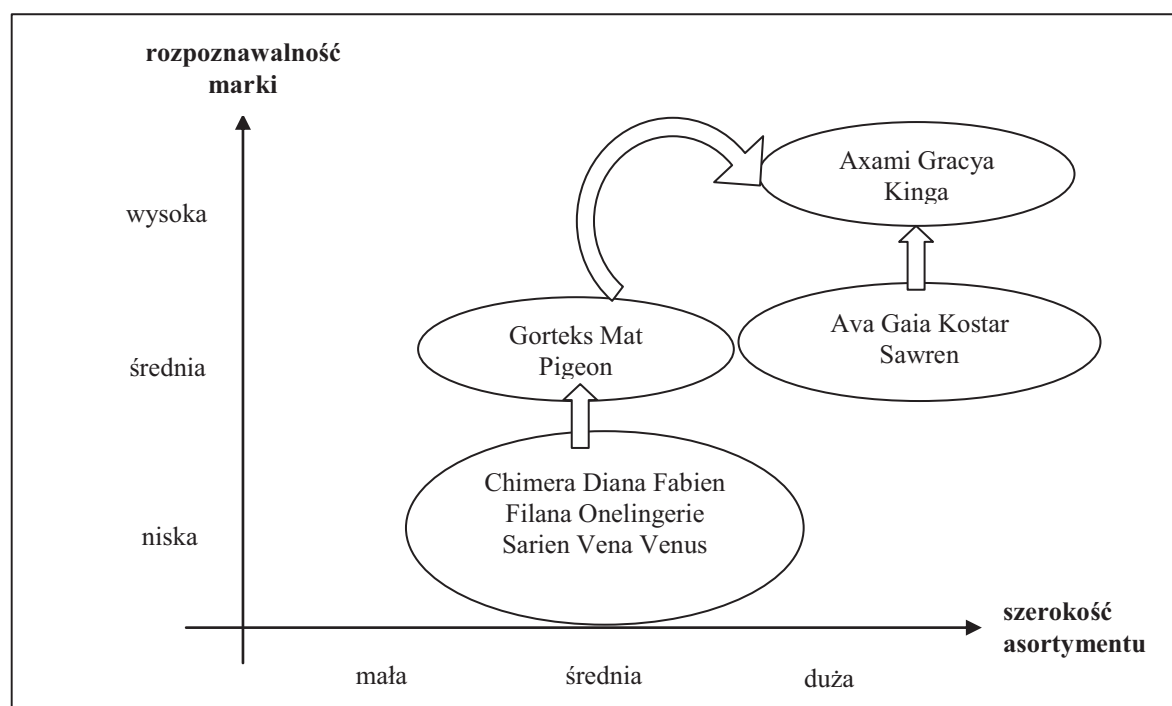 rozpoznawalność
marki
Axami Gracya
Kinga
wysoka
Gorteks Mat
Pigeon
Ava Gaia Kostar
Sawren
średnia
Chimera Diana Fabien
Filana Onelingerie
Sarien Vena Venus
niska
szerokość
asortymentu
mała
średnia
duża